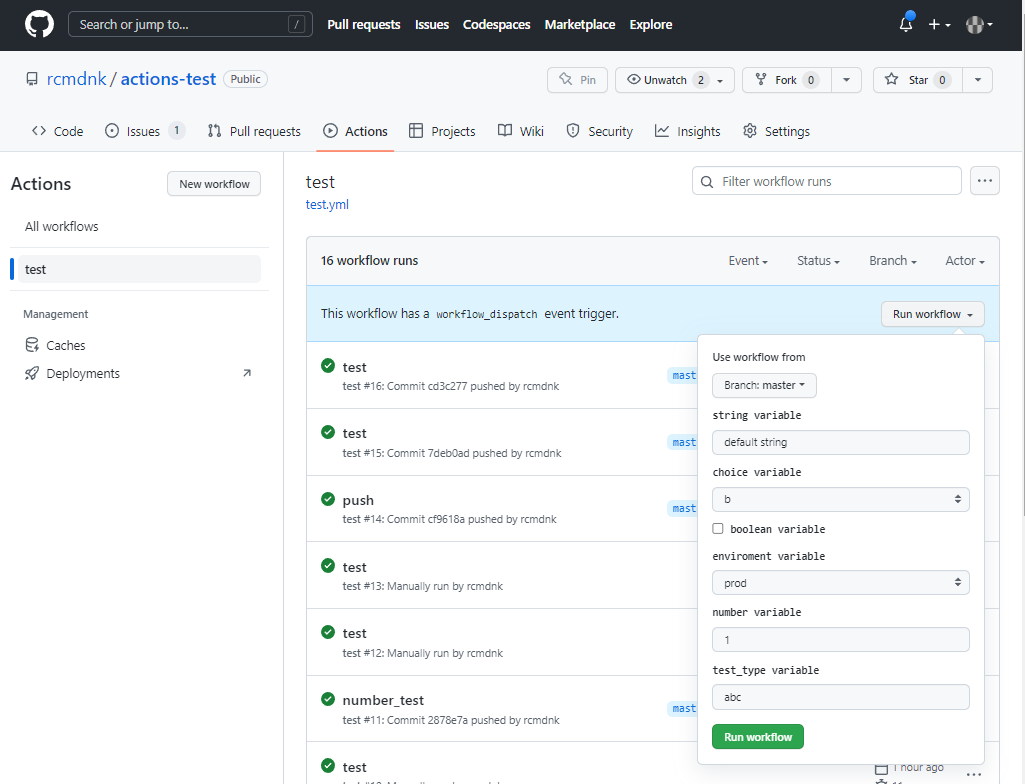 Search or jump to... /
Pull requests Issues Codespaces Marketplace Explore
rcmdnk / actions-test Public
Pin
Unwatch 2
Fork 0
Star 0
Code Issues 1 Pull requests Actions Projects Wiki Security Insights Settings
Actions
New workflow
All workflows
test
Management
Caches
Deployments
test
test.yml
Filter workflow runs
16 workflow runs
Event Status Branch Actor
This workflow has a workflow_dispatch event trigger.
Run workflow
test
test #16: Commit cd3c277 pushed by rcmdnk
mast
test
test #15: Commit 7deb0ad pushed by rcmdnk
mast
push
test #14: Commit cf9618a pushed by rcmdnk
mast
test
test #13: Manually run by rcmdnk
test
test #12: Manually run by rcmdnk
number_test
test #11: Commit 2878e7a pushed by rcmdnk
mast
test
Use workflow from
Branch: master
string variable
default string
choice variable
b
boolean variable
enviroment variable
prod
number variable
1
test_type variable
abc
Run workflow
1 hour ago